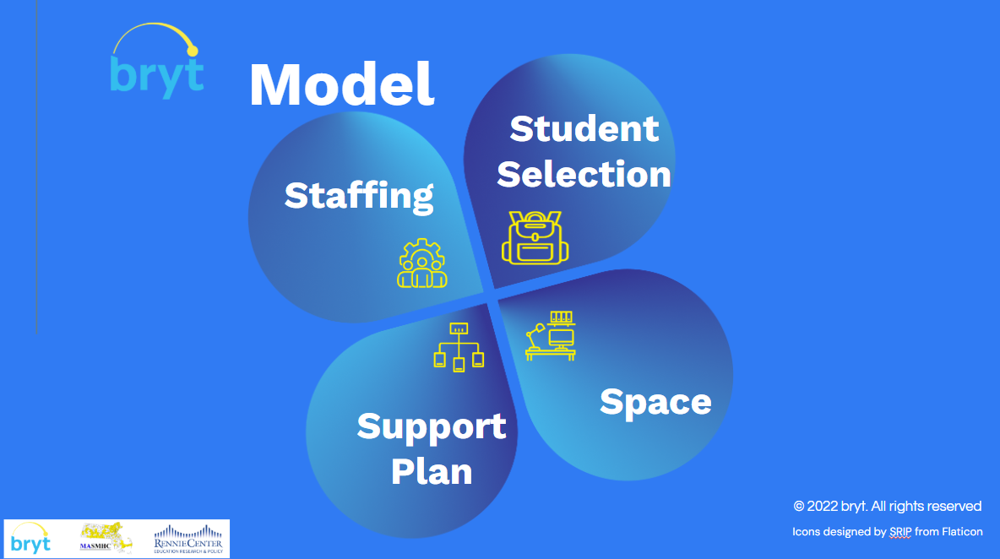 bryt
Model
Student
Selection
Staffing
Space
Support
Plan
© 2022 bryt. All rights reserved
Icons designed by SRIP from Flaticon
bryt
MASMHC
RENNIE CENTER
EDUCATION RESEARCH & POLICY